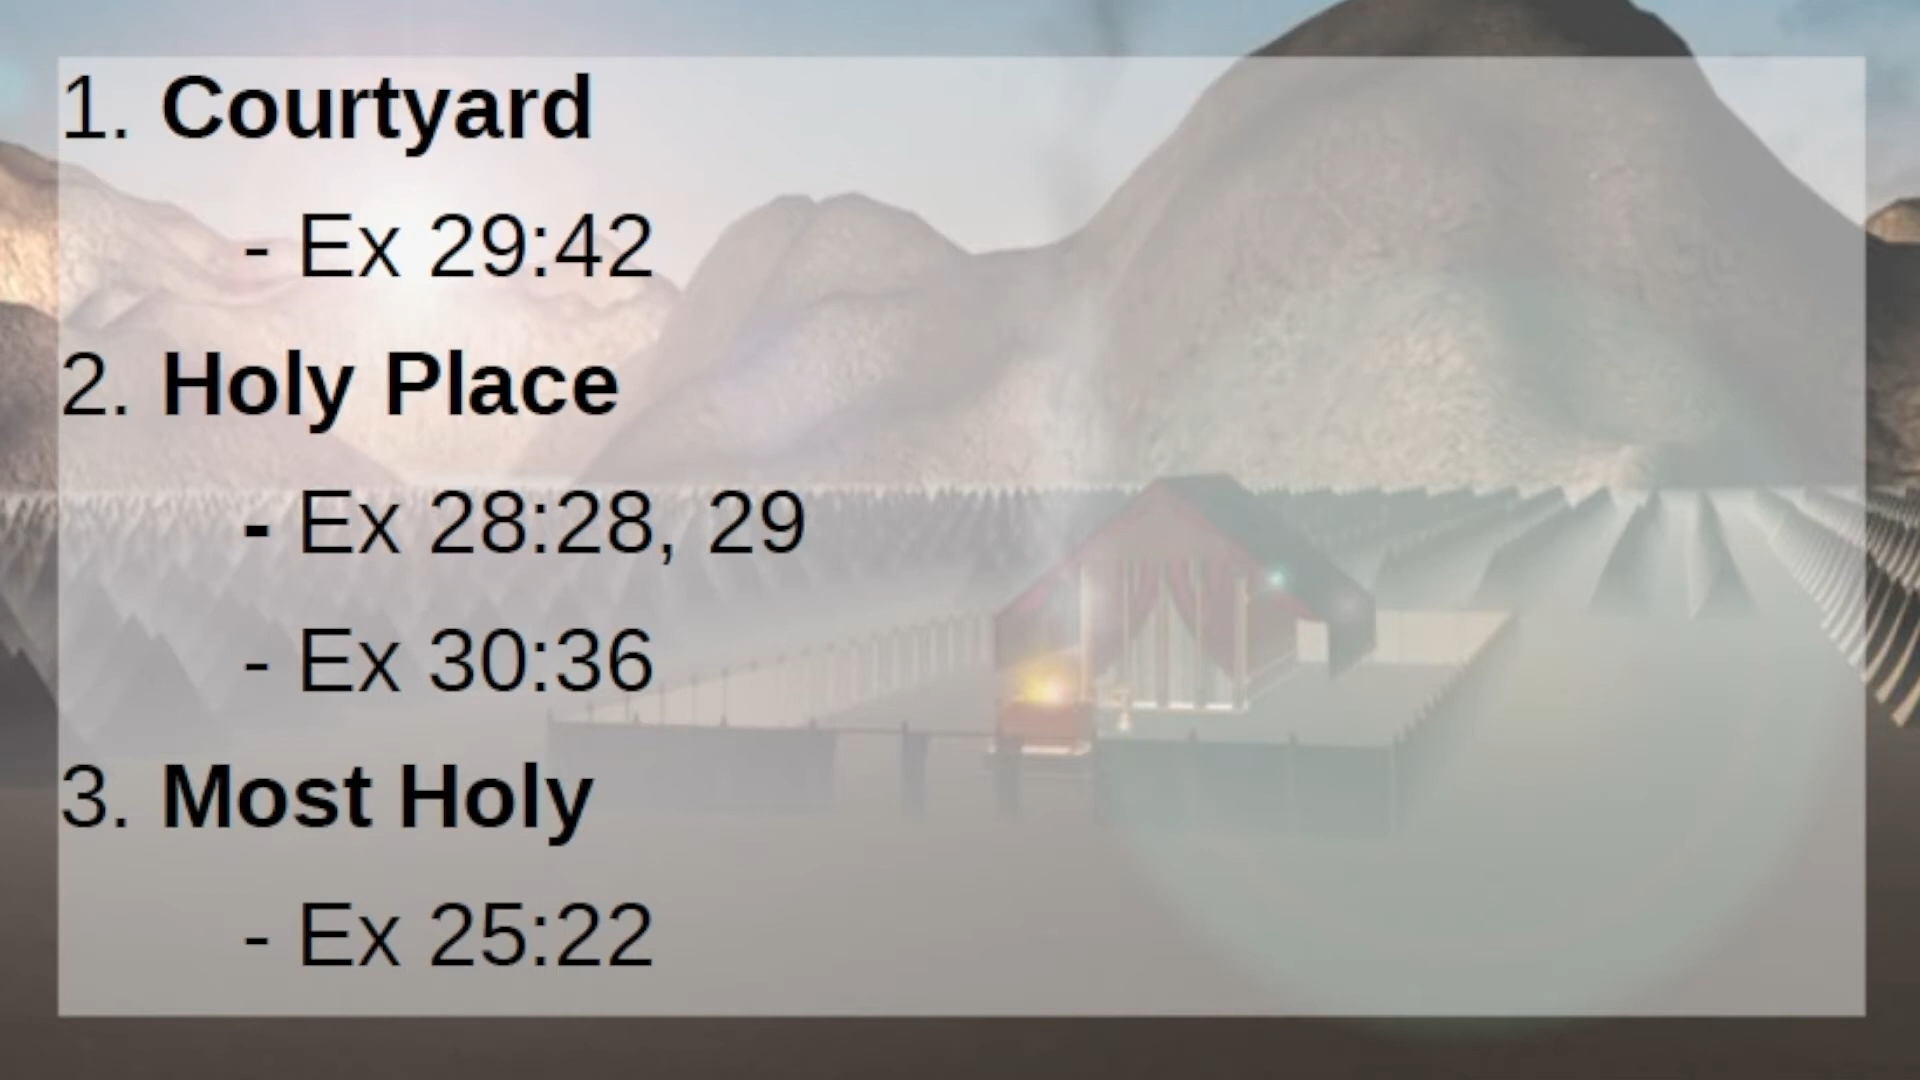 1. Courtyard
- Ex 29:42
2. Holy Place
- Ex 28:28, 29
- Ex 30:36
3. Most Holy
- Ex 25:22